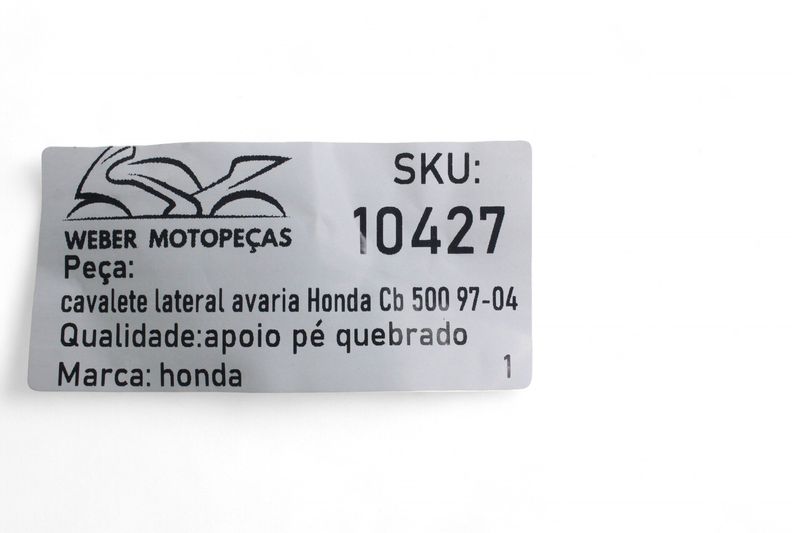 WEBER MOTOPEÇAS
SKU:
10427
Peça:
cavalete lateral avaria Honda Cb 500 97-04
Qualidade:apoio pé quebrado
Marca: honda
1